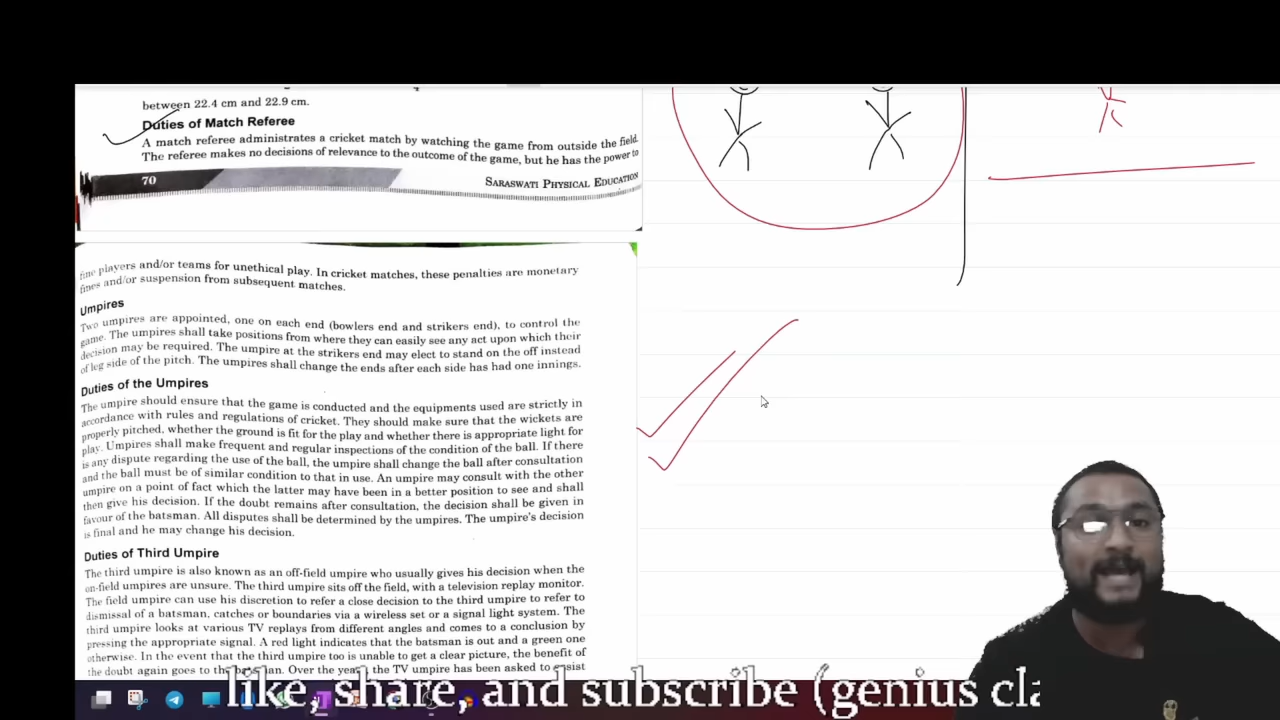 between 22.4 cm and 22.9 cm.
Duties of Match Referee
A match referee administrates a cricket match by watching the game from outside the field.
The referee makes no decisions of relevance to the outcome of the game, but he has the power to
70
SARASWATI PHYSICAL EDUCATION
fine players and/or teams for unethical play. In cricket matches, these penalties are monetary
fines and/or suspension from subsequent matches.
Umpires
Two umpires are appointed, one on each end (bowlers end and strikers end), to control the
game. The umpires shall take positions from where they can easily see any act upon which their
decision may be required. The umpire at the strikers end may elect to stand on the off instead
of leg side of the pitch. The umpires shall change the ends after each side has had one innings.
Duties of the Umpires
The umpire should ensure that the game is conducted and the equipments used are strictly in
accordance with rules and regulations of cricket. They should make sure that the wickets are
properly pitched, whether the ground is fit for the play and whether there is appropriate light for
play. Umpires shall make frequent and regular inspections of the condition of the ball. If there
is any dispute regarding the use of the ball, the umpire shall change the ball after consultation
and the ball must be of similar condition to that in use. An umpire may consult with the other
umpire on a point of fact which the latter may have been in a better position to see and shall
then give his decision. If the doubt remains after consultation, the decision shall be given in
favour of the batsman. All disputes shall be determined by the umpires. The umpire's decision
is final and he may change his decision.
Duties of Third Umpire
The third umpire is also known as an off-field umpire who usually gives his decision when the
on-field umpires are unsure. The third umpire sits off the field, with a television replay monitor.
The field umpire can use his discretion to refer a close decision to the third umpire to refer to
dismissal of a batsman, catches or boundaries via a wireless set or a signal light system. The
third umpire looks at various TV replays from different angles and comes to a conclusion by
pressing the appropriate signal. A red light indicates that the batsman is out and a green one
otherwise. In the event that the third umpire too is unable to get a clear picture, the benefit of
the doubt again goes to the batsman. Over the years the TV umpire has been asked to assist
like, share, and subscribe (genius cla